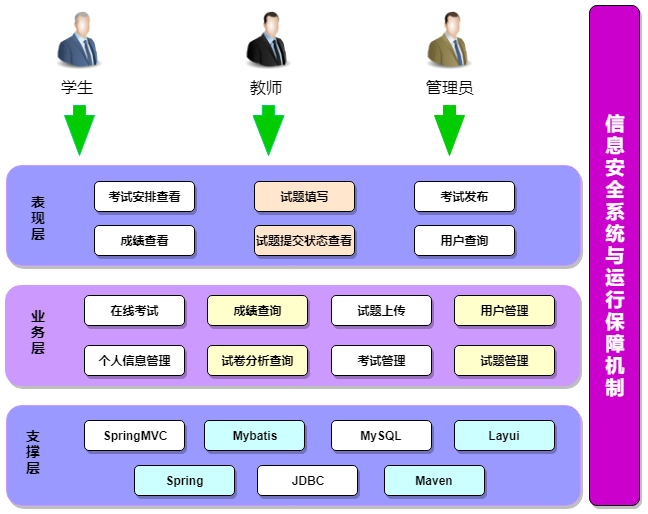 学生
教师
管理员
表现层
考试安排查看
试题填写
考试发布
成绩查看
试题提交状态查看
用户查询
业务层
在线考试
成绩查询
试题上传
用户管理
个人信息管理
试卷分析查询
考试管理
试题管理
支撑层
SpringMVC
Mybatis
MySQL
Layui
Spring
JDBC
Maven
信息安全系统与运行保障机制